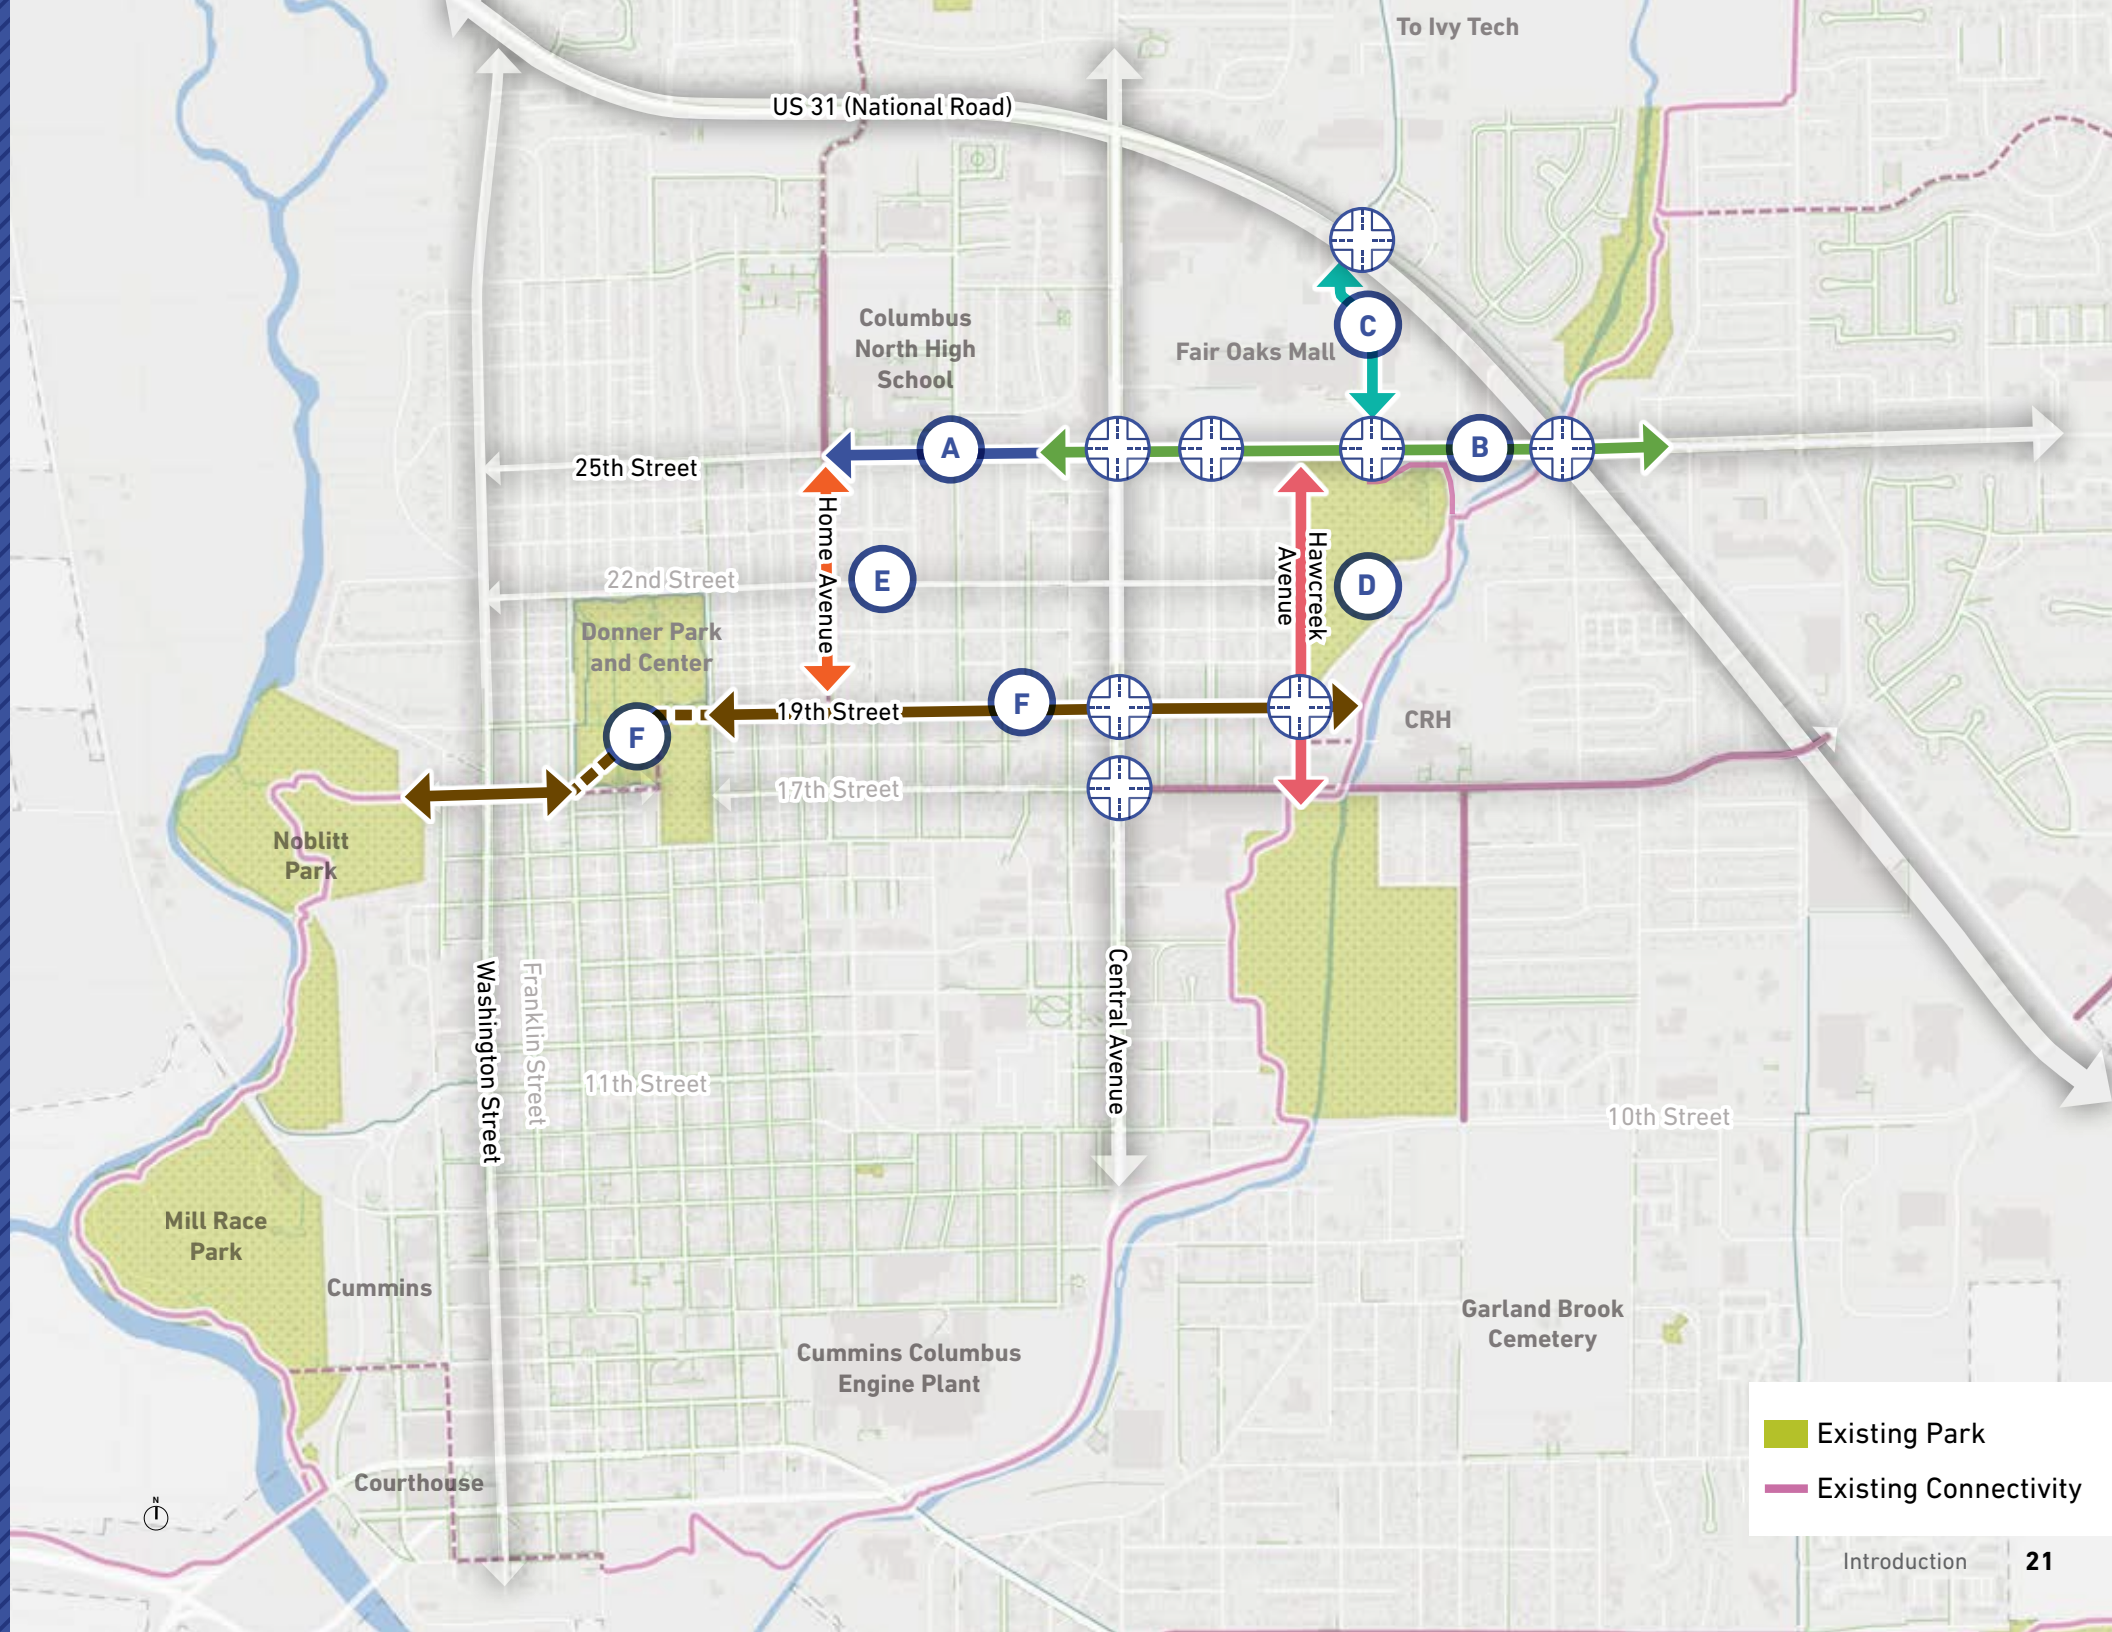 To Ivy Tech
US 31 (National Road)
Columbus
North High
School
Fair Oaks Mall
C
A
B
25th Street
Home Avenue
Hawcreek
Avenue
E
D
22nd Street
Donner Park
and Center
F
19th Street
F
CRH
17th Street
Noblitt
Park
Washington Street
Franklin Street
Central Avenue
11th Street
10th Street
Mill Race
Park
Cummins
Garland Brook
Cemetery
Cummins Columbus
Engine Plant
Courthouse
N
Existing Park
Existing Connectivity
Introduction 21